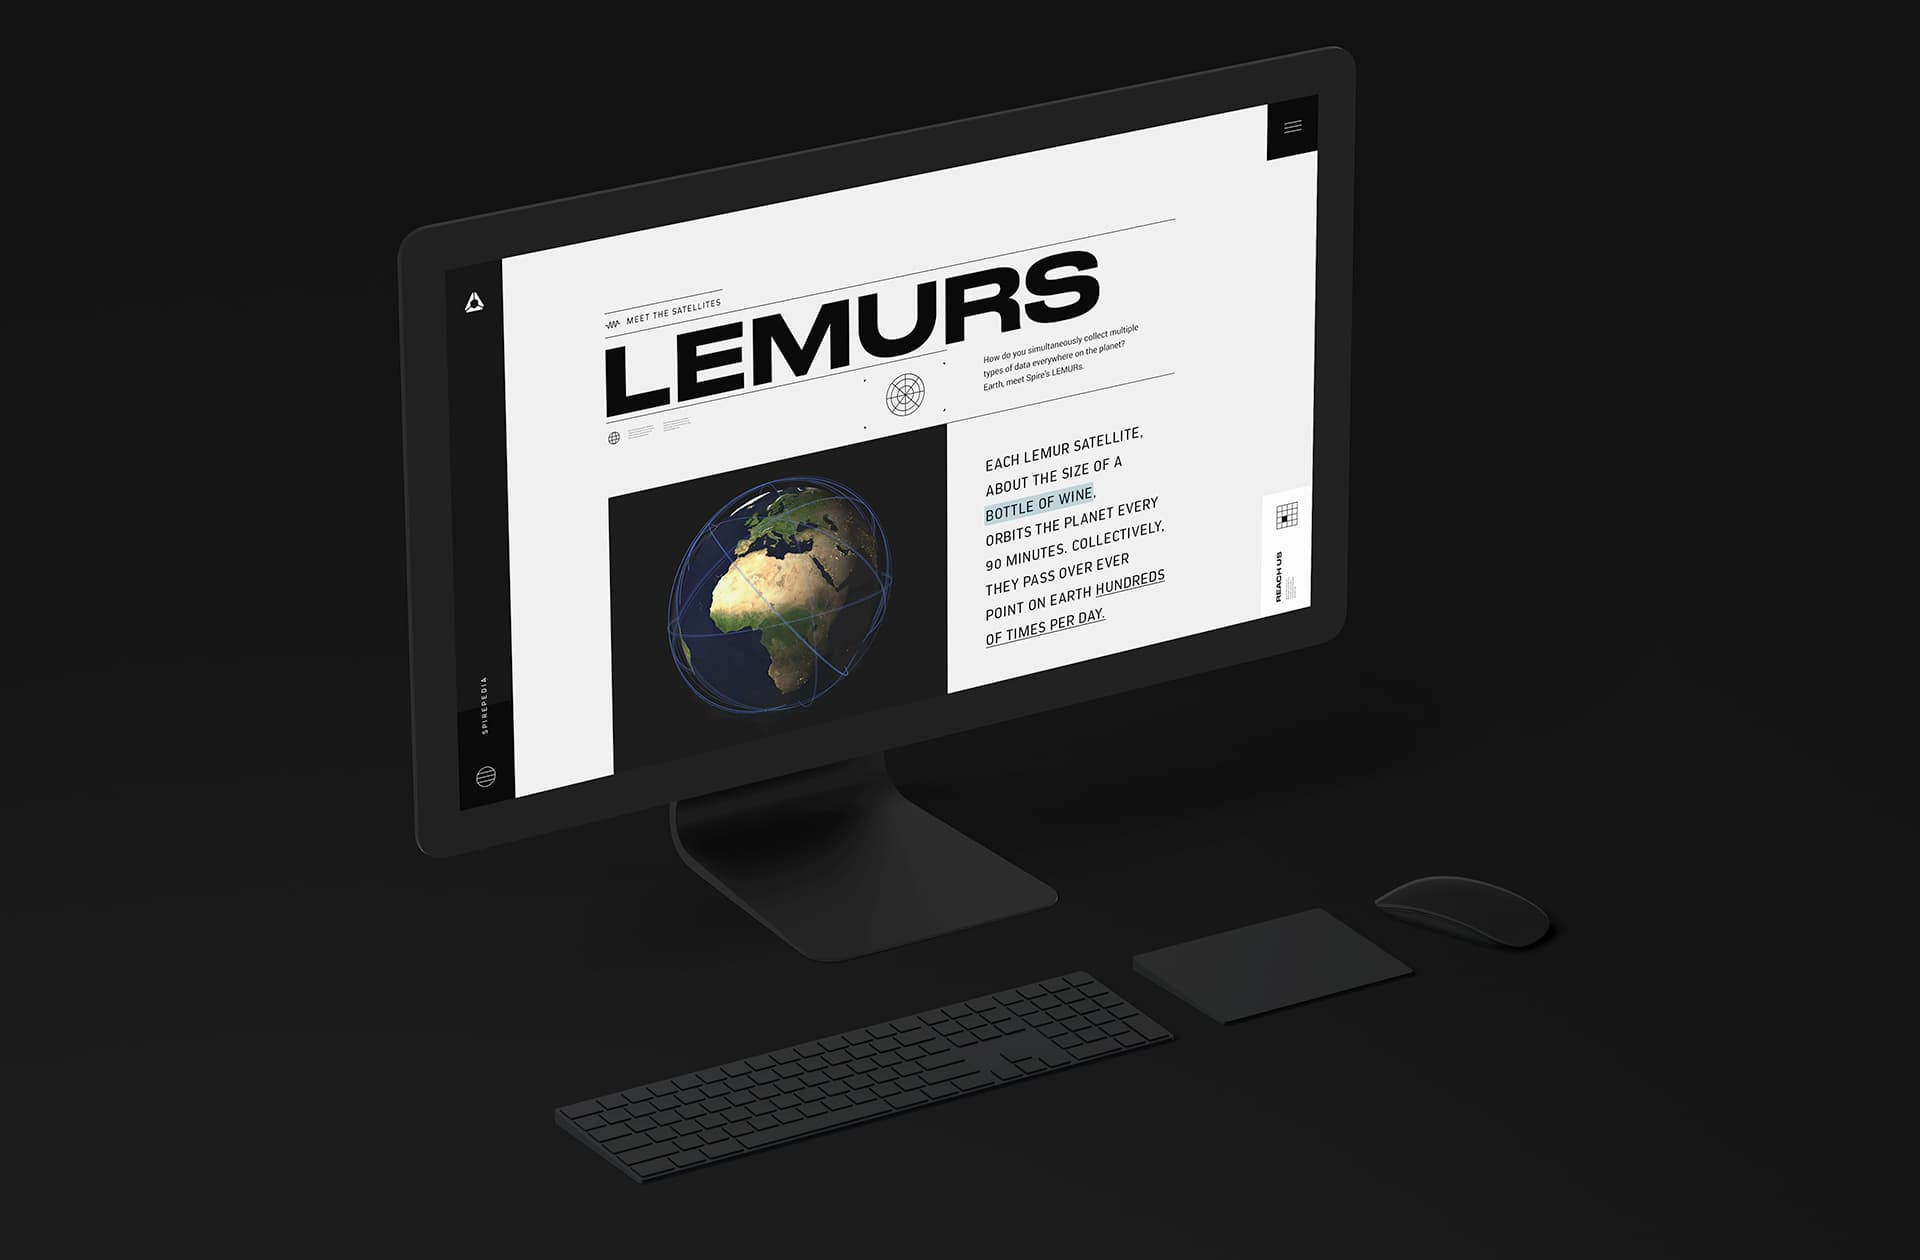 MEET THE SATELLITES
LEMURS
How do you simultaneously collect multiple
types of data everywhere on the planet?
Earth, meet Spire's LEMURs.
EACH LEMUR SATELLITE,
ABOUT THE SIZE OF A
BOTTLE OF WINE,
ORBITS THE PLANET EVERY
90 MINUTES. COLLECTIVELY,
THEY PASS OVER EVER
POINT ON EARTH HUNDREDS
OF TIMES PER DAY.
REACH US
SPIREPEDIA